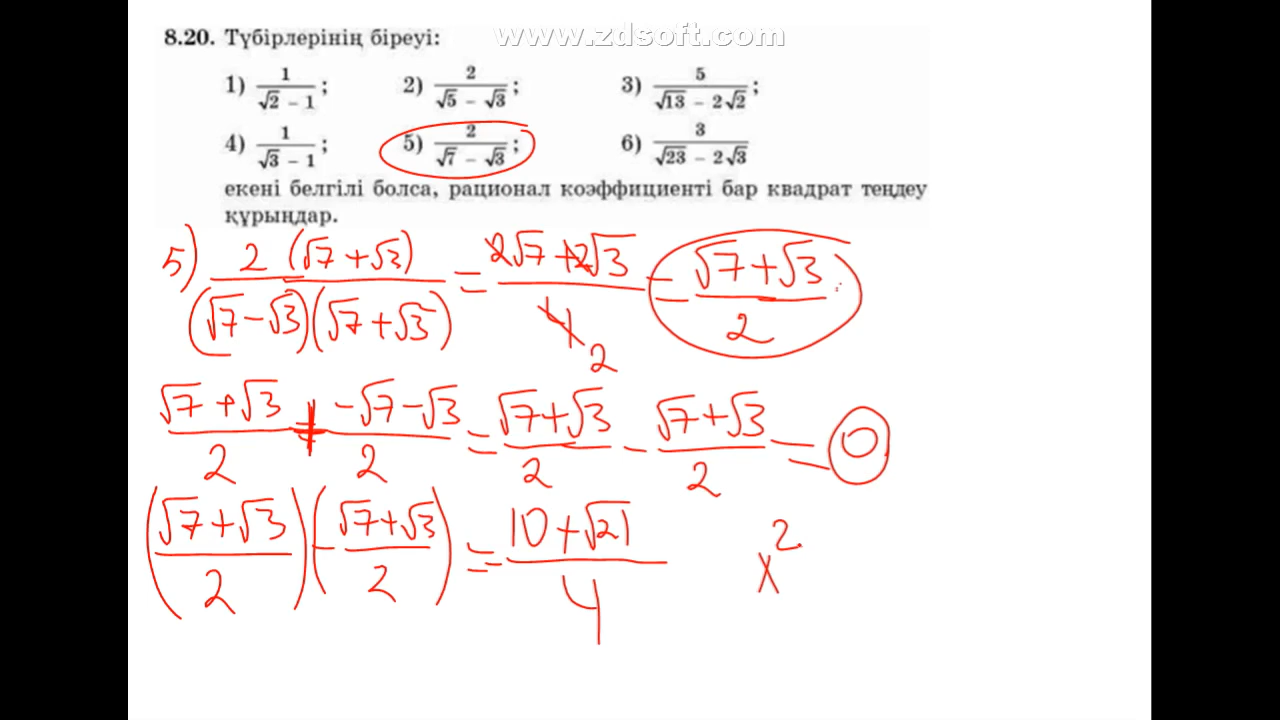 www.zdsoft.com
8.20. Түбірлерінің біреуі:
1) 1/(√2 – 1); 2) 2/(√5 – √3); 3) 5/(√13 – 2√2);
4) 1/(√3 – 1); 5) 2/(√7 – √3); 6) 3/(√23 – 2√3)
екені белгілі болса, рационал коэффициенті бар квадрат теңдеу
құрыңдар.
5) 2 (√7 + √3)/(√7 – √3)(√7 + √3) = 2√7 + 2√3/4 2 = √7 + √3/2
√7 + √3/2 + –√7 – √3/2 = √7 + √3/2 – √7 + √3/2 = 0
(√7 + √3/2)(– √7 + √3/2) = 10 + √21/4 x²